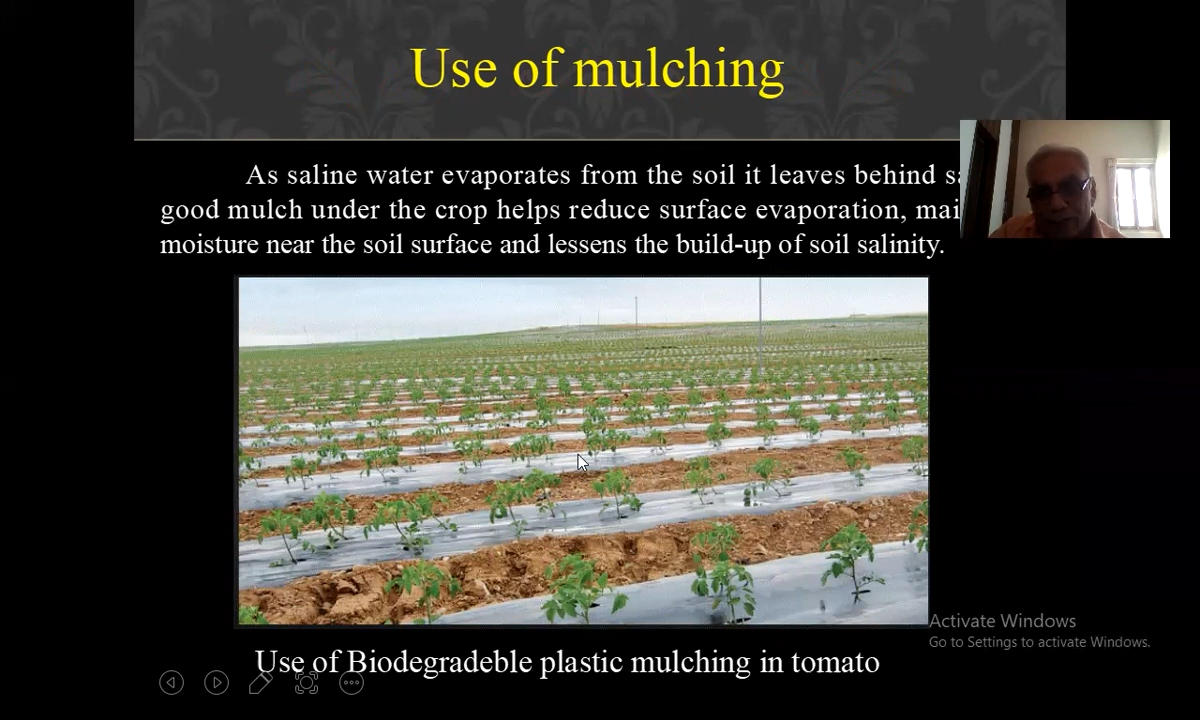 Use of mulching
As saline water evaporates from the soil it leaves behind
good mulch under the crop helps reduce surface evaporation,
moisture near the soil surface and lessens the build-up of soil salinity.
Activate Windows
Go to Settings to activate Windows.
Use of Biodegradeble plastic mulching in tomato